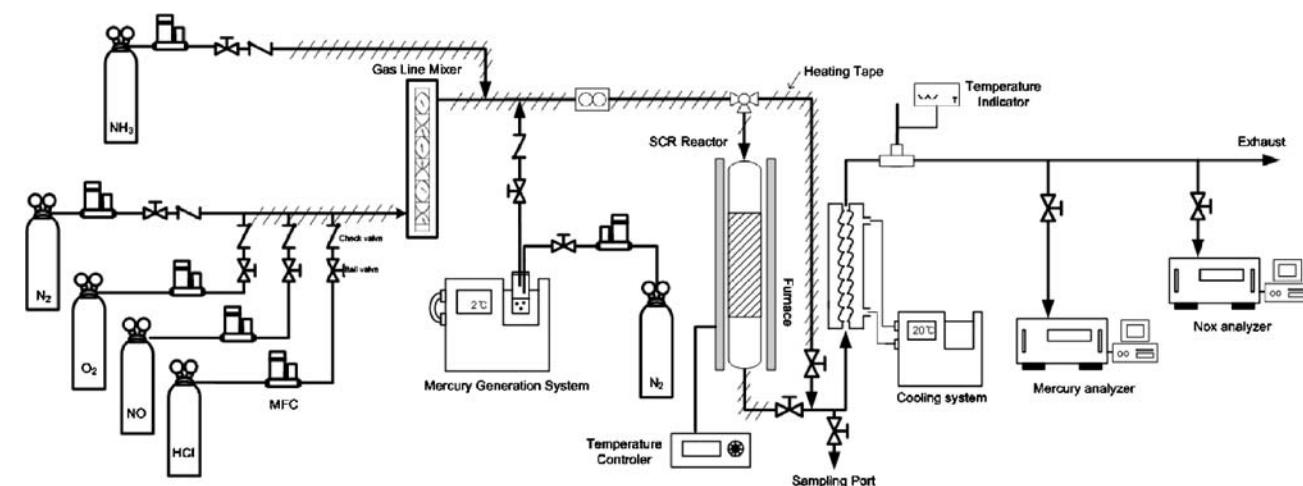 NH3
Gas Line Mixer
Heating Tape
Temperature
Indicator
Exhaust
SCR Reactor
N2
Check valve
Ball valve
O2
NO
HCl
MFC
2℃
Mercury Generation System
N2
Furnace
Temperature
Controler
20℃
Cooling system
Sampling Port
Mercury analyzer
Nox analyzer
T